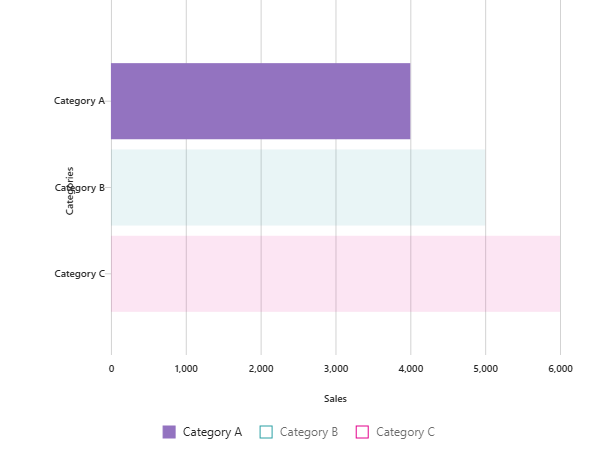 Category A
Category B
Categories
Category C
0 1,000 2,000 3,000 4,000 5,000 6,000
Sales
Category A Category B Category C